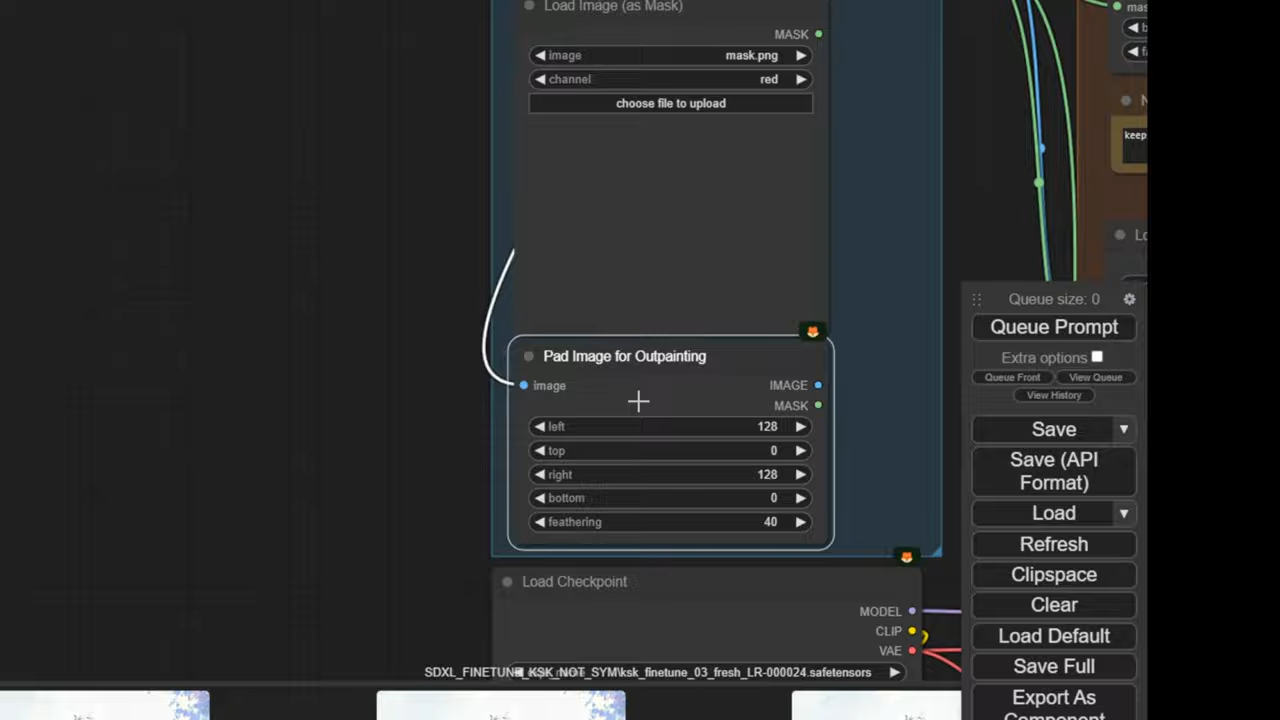 Load Image (as Mask)
MASK
image mask.png
channel red
choose file to upload
Pad Image for Outpainting
image IMAGE
MASK
left 128
top 0
right 128
bottom 0
feathering 40
Load Checkpoint
MODEL
CLIP
VAE
SDXL_FINETUNE_KSK_NOT_SYM\ksk_finetune_03_fresh_LR-000024.safetensors
mas
N
keep
Lo
Queue size: 0
Queue Prompt
Extra options
Queue Front View Queue
View History
Save
Save (API
Format)
Load
Refresh
Clipspace
Clear
Load Default
Save Full
Export As
Component